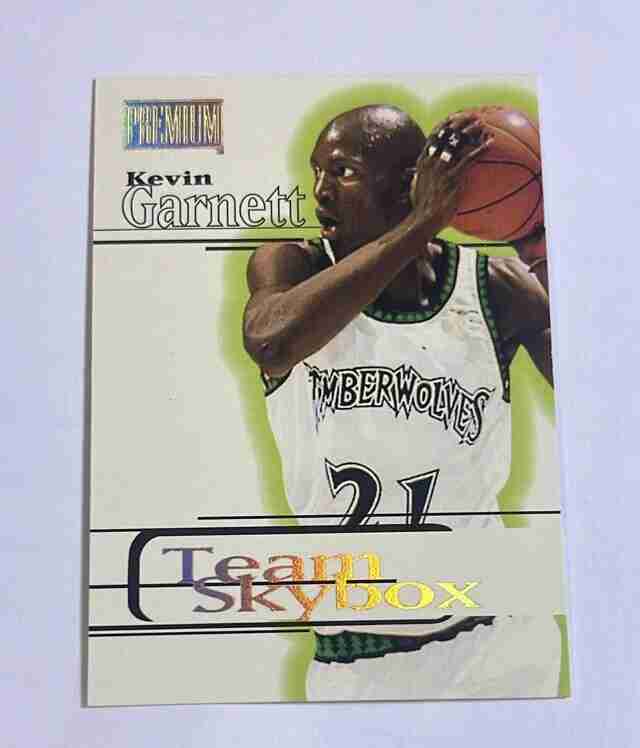 PREMIUM
Kevin
Garnett
TIMBERWOLVES
21
Team
Skybox